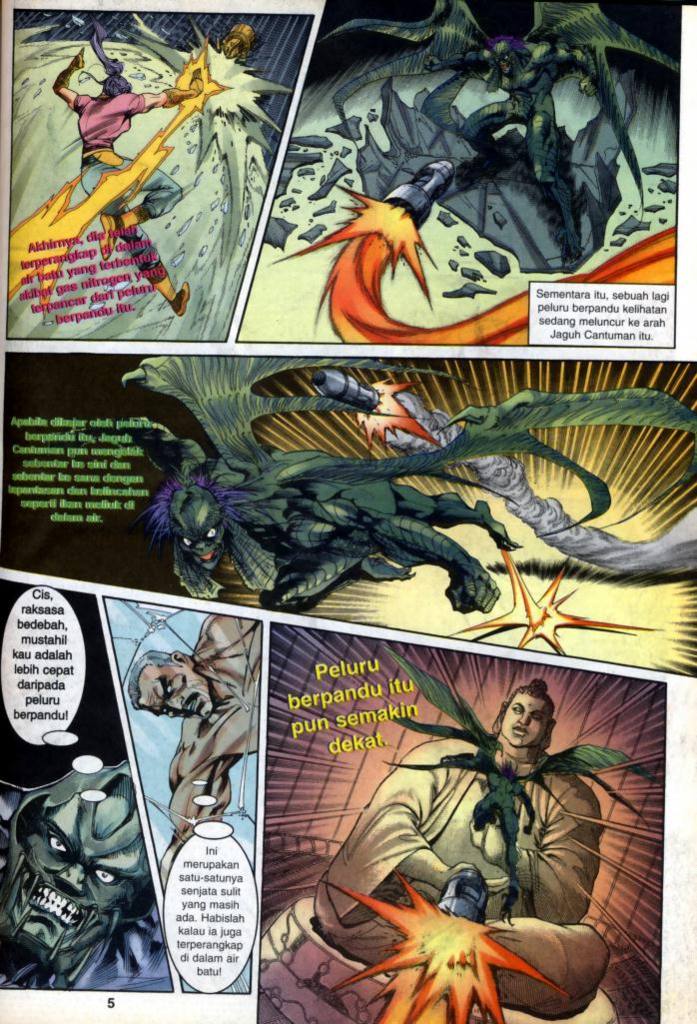 Akhirnya, dia telah
terperangkap di dalam
air batu yang terbentuk
akibat gas nitrogen yang
terpancar dari peluru
berpandu itu.
Sementara itu, sebuah lagi
peluru berpandu kelihatan
sedang meluncur ke arah
Jaguh Cantuman itu.
Apabila dikejar oleh peluru
berpandu itu, Jaguh
Cantuman pun mengelak
sebentar ke sini dan
sebentar ke sana dengan
kepantasan dan kelincahan
seperti ikan meliuk di
dalam air.
Cis,
raksasa
bedebah,
mustahil
kau adalah
lebih cepat
daripada
peluru
berpandu!
Ini
merupakan
satu-satunya
senjata sulit
yang masih
ada. Habislah
kalau ia juga
terperangkap
di dalam air
batu!
Peluru
berpandu itu
pun semakin
dekat.
5